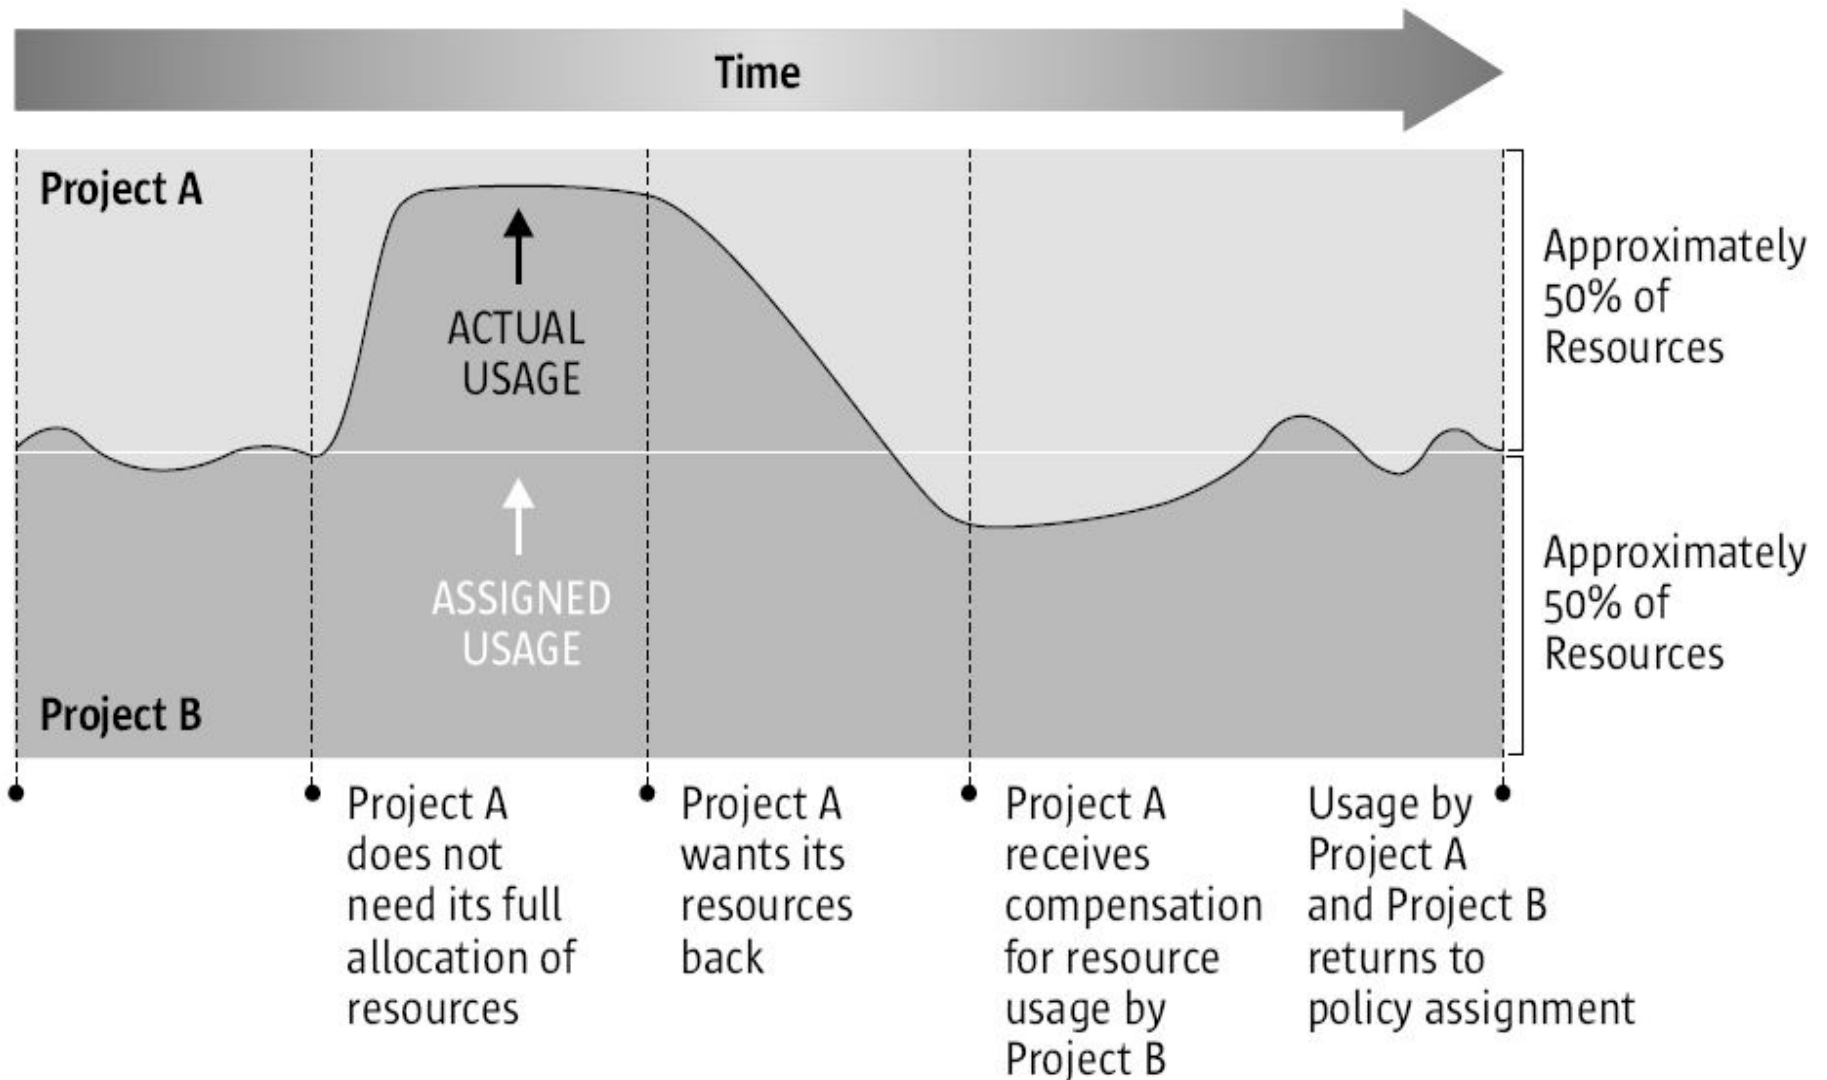 Time
Project A
ACTUAL
USAGE
ASSIGNED
USAGE
Project B
Approximately
50% of
Resources
Approximately
50% of
Resources
Project A
does not
need its full
allocation of
resources
Project A
wants its
resources
back
Project A
receives
compensation
for resource
usage by
Project B
Usage by
Project A
and Project B
returns to
policy assignment